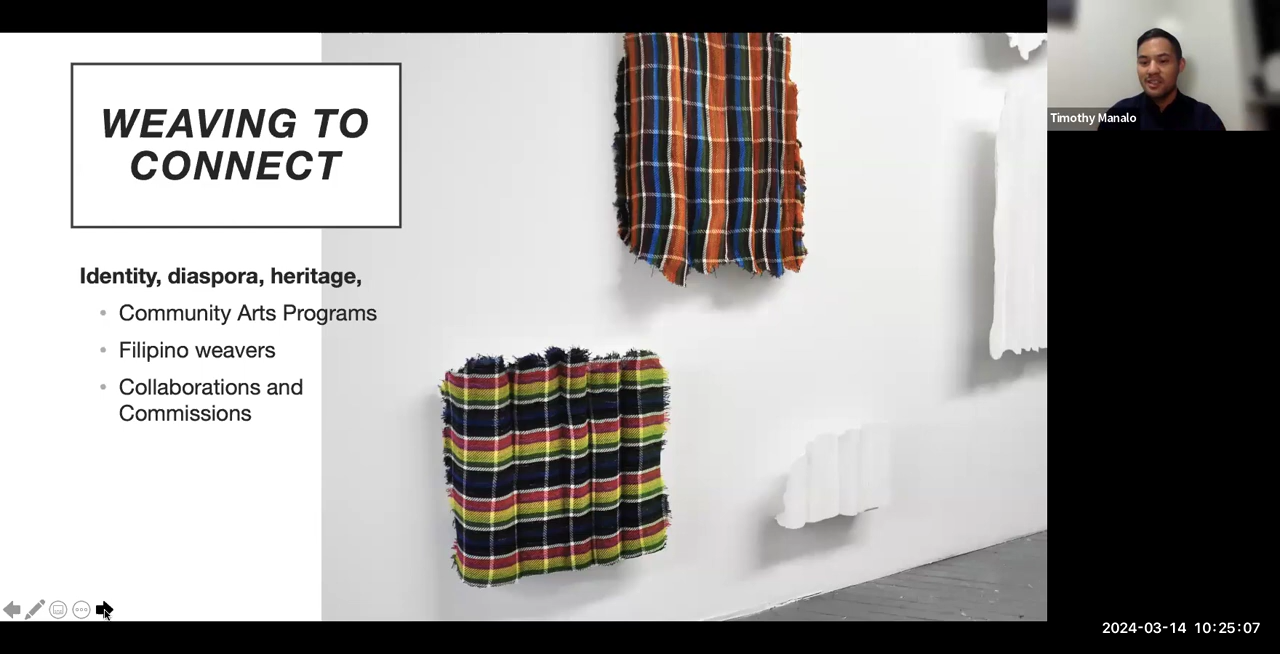 WEAVING TO
CONNECT
Identity, diaspora, heritage,
• Community Arts Programs
• Filipino weavers
• Collaborations and
Commissions
Timothy Manalo
2024-03-14 10:25:07